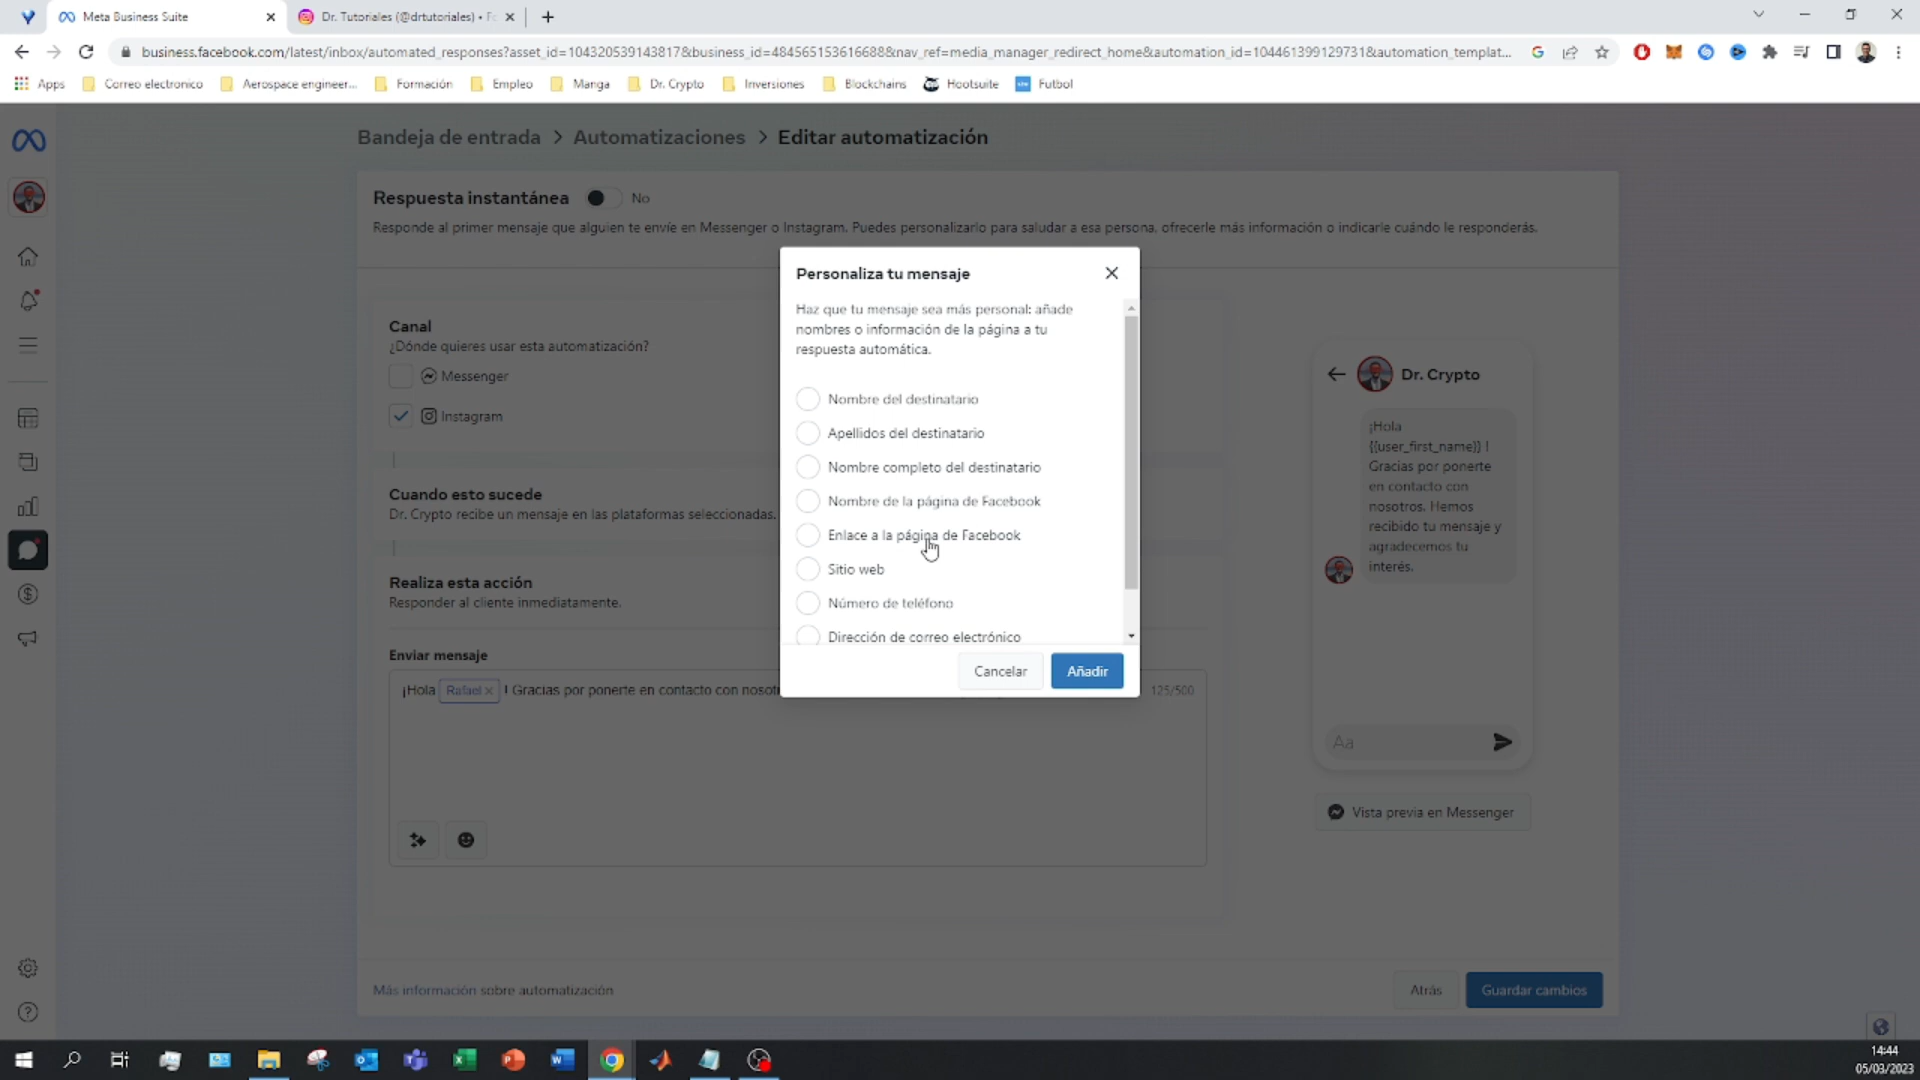 Meta Business Suite
Dr. Tutoriales (@drtutoriales) • Fo
business.facebook.com/latest/inbox/automated_responses?asset_id=104320539143817&business_id=484565153616688&nav_ref=media_manager_redirect_home&automation_id=104461399129731&automation_templat...
Apps
Correo electronico
Aerospace engineer...
Formación
Empleo
Manga
Dr. Crypto
Inversiones
Blockchains
Hootsuite
Futbol
Bandeja de entrada > Automatizaciones > Editar automatización
Respuesta instantánea
No
Responde al primer mensaje que alguien te envíe en Messenger o Instagram. Puedes personalizarlo para saludar a esa persona, ofrecerle más información o indicarle cuándo le responderás.
Canal
¿Dónde quieres usar esta automatización?
Messenger
Instagram
Cuando esto sucede
Dr. Crypto recibe un mensaje en las plataformas seleccionadas.
Realiza esta acción
Responder al cliente inmediatamente.
Enviar mensaje
¡Hola Rafael × ! Gracias por ponerte en contacto con nosotr
125/500
Personaliza tu mensaje
Haz que tu mensaje sea más personal: añade
nombres o información de la página a tu
respuesta automática.
Nombre del destinatario
Apellidos del destinatario
Nombre completo del destinatario
Nombre de la página de Facebook
Enlace a la página de Facebook
Sitio web
Número de teléfono
Dirección de correo electrónico
Cancelar
Añadir
Dr. Crypto
¡Hola
{{user_first_name}} !
Gracias por ponerte
en contacto con
nosotros. Hemos
recibido tu mensaje y
agradecemos tu
interés.
Aa
Vista previa en Messenger
Más información sobre automatización
Atrás
Guardar cambios
14:44
05/03/2023